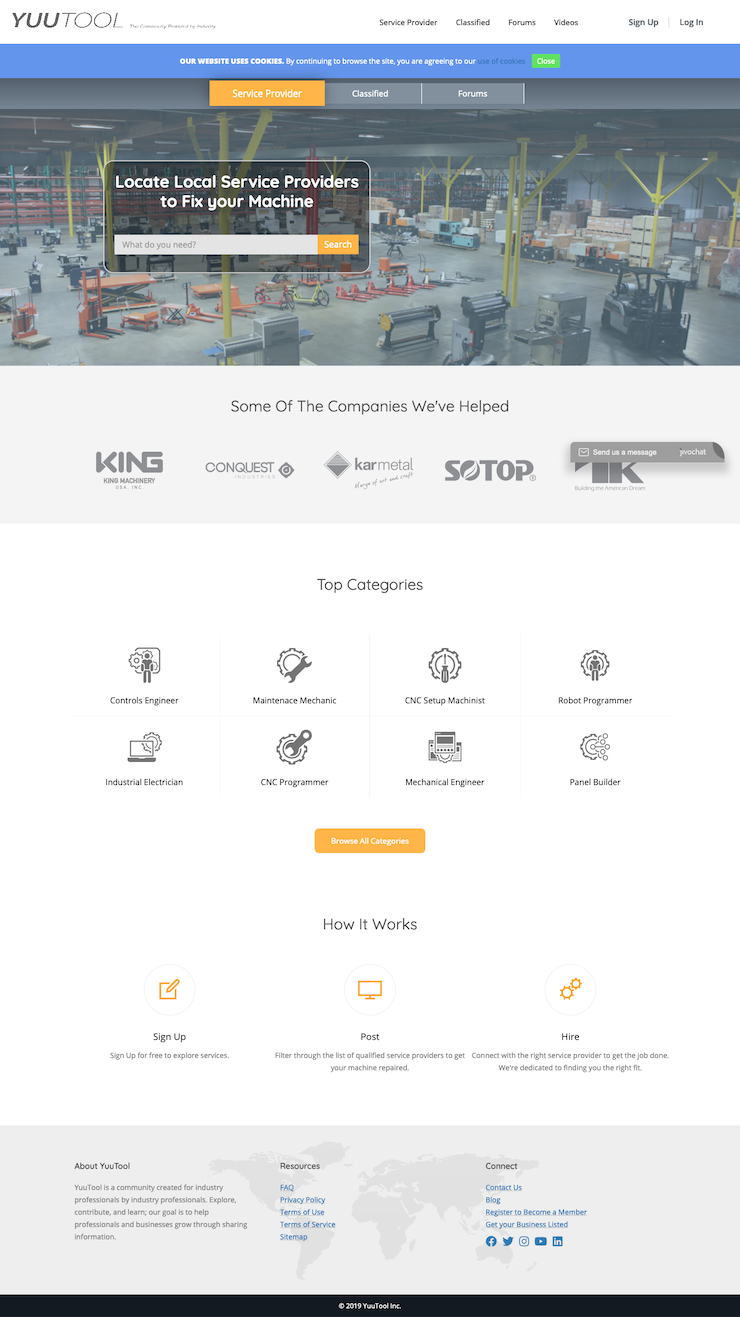 YUUTOOL The Community Powered by Industry
Service Provider Classified Forums Videos Sign Up Log In
OUR WEBSITE USES COOKIES. By continuing to browse the site, you are agreeing to our use of cookies Close
Service Provider Classified Forums
Locate Local Service Providers
to Fix your Machine
What do you need? Search
Some Of The Companies We've Helped
KING
KING MACHINERY
USA, INC.
CONQUEST
INDUSTRIES
karmetal
Merge of art and craft
SOTOP®
Send us a message
Building the American Dream
Top Categories
Controls Engineer Maintenace Mechanic CNC Setup Machinist Robot Programmer
Industrial Electrician CNC Programmer Mechanical Engineer Panel Builder
Browse All Categories
How It Works
Sign Up
Sign Up for free to explore services.
Post
Filter through the list of qualified service providers to get
your machine repaired.
Hire
Connect with the right service provider to get the job done.
We're dedicated to finding you the right fit.
About YuuTool
YuuTool is a community created for industry
professionals by industry professionals. Explore,
contribute, and learn; our goal is to help
professionals and businesses grow through sharing
information.
Resources
FAQ
Privacy Policy
Terms of Use
Terms of Service
Sitemap
Connect
Contact Us
Blog
Register to Become a Member
Get your Business Listed
© 2019 YuuTool Inc.